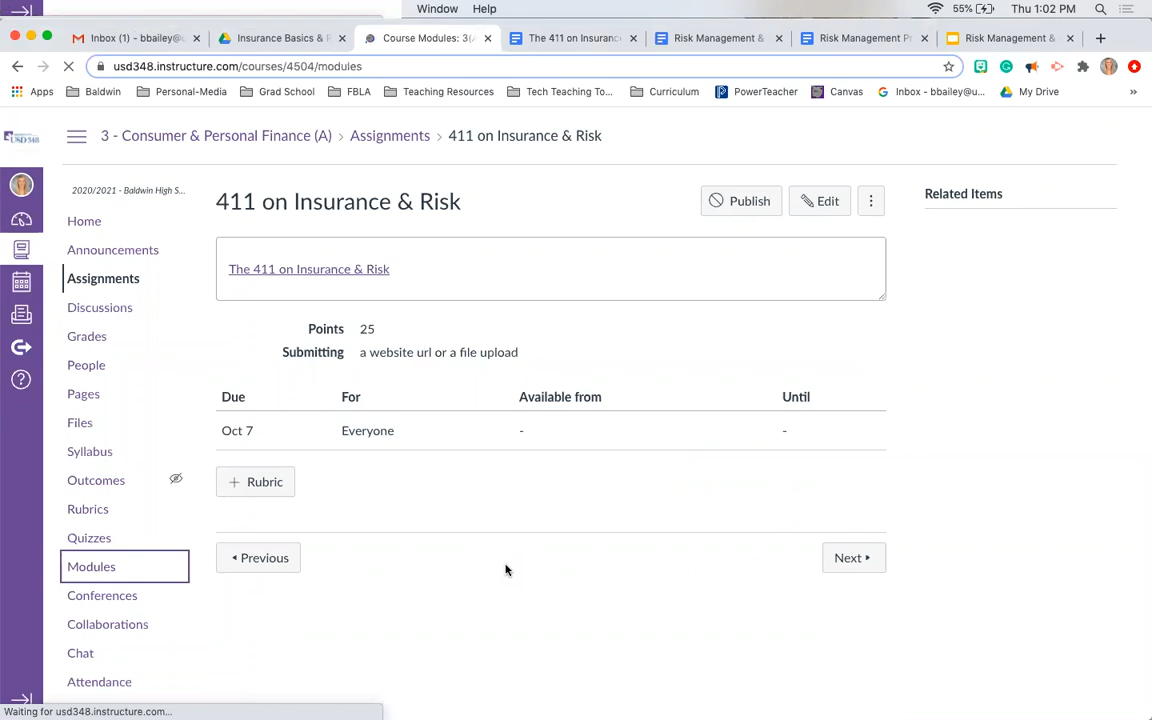 Window Help
55% Thu 1:02 PM
Inbox (1) - bbailey@u
Insurance Basics & R
Course Modules: 3(A
The 411 on Insuranc
Risk Management &
Risk Management Pr
Risk Management &
usd348.instructure.com/courses/4504/modules
Apps Baldwin Personal-Media Grad School FBLA Teaching Resources Tech Teaching To... Curriculum PowerTeacher Canvas Inbox - bbailey@u... My Drive »
USD348
3 - Consumer & Personal Finance (A) › Assignments › 411 on Insurance & Risk
2020/2021 - Baldwin High S...
Home
Announcements
Assignments
Discussions
Grades
People
Pages
Files
Syllabus
Outcomes
Rubrics
Quizzes
Modules
Conferences
Collaborations
Chat
Attendance
411 on Insurance & Risk
Publish
Edit
The 411 on Insurance & Risk
Points 25
Submitting a website url or a file upload
Due For Available from Until
Oct 7 Everyone - -
+ Rubric
Previous
Next
Related Items
Waiting for usd348.instructure.com...